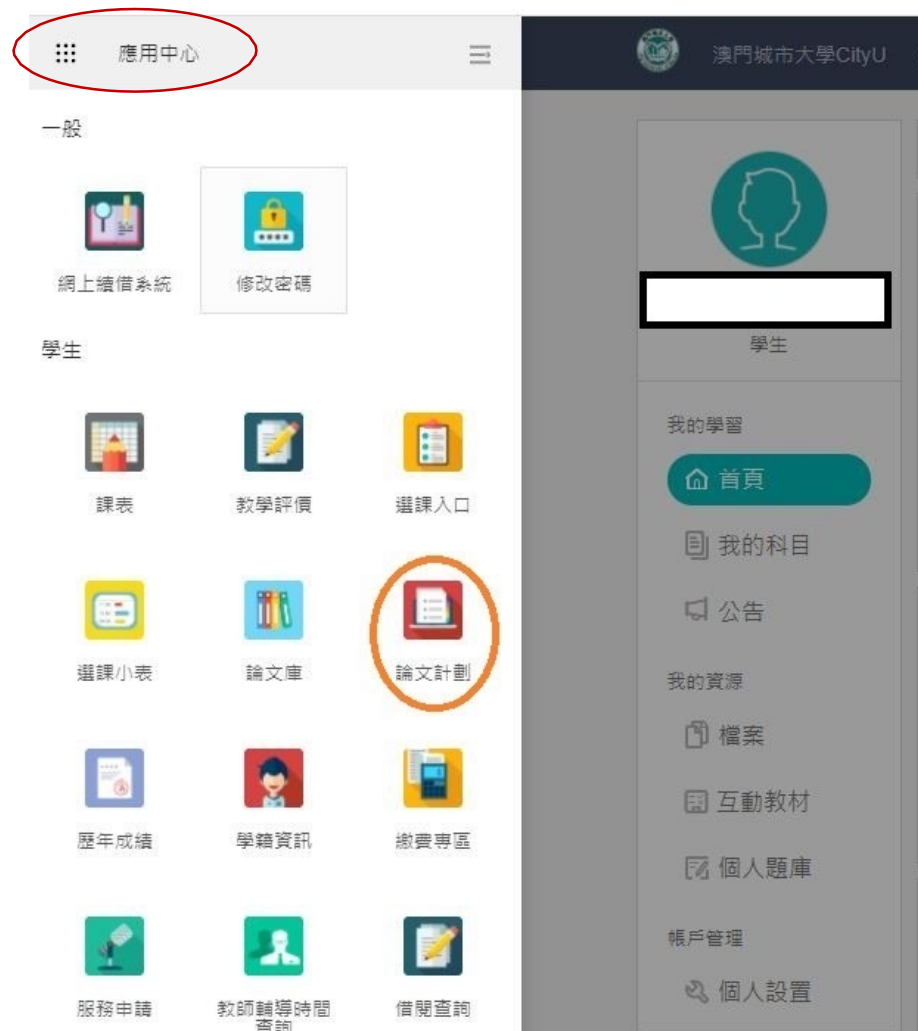 應用中心
澳門城市大學CityU
一般
網上續借系統
修改密碼
學生
課表
教學評價
選課入口
選課小表
論文庫
論文計劃
歷年成績
學籍資訊
繳費專區
服務申請
教師輔導時間
查詢
借閱查詢
學生
我的學習
首頁
我的科目
公告
我的資源
檔案
互動教材
個人題庫
帳戶管理
個人設置